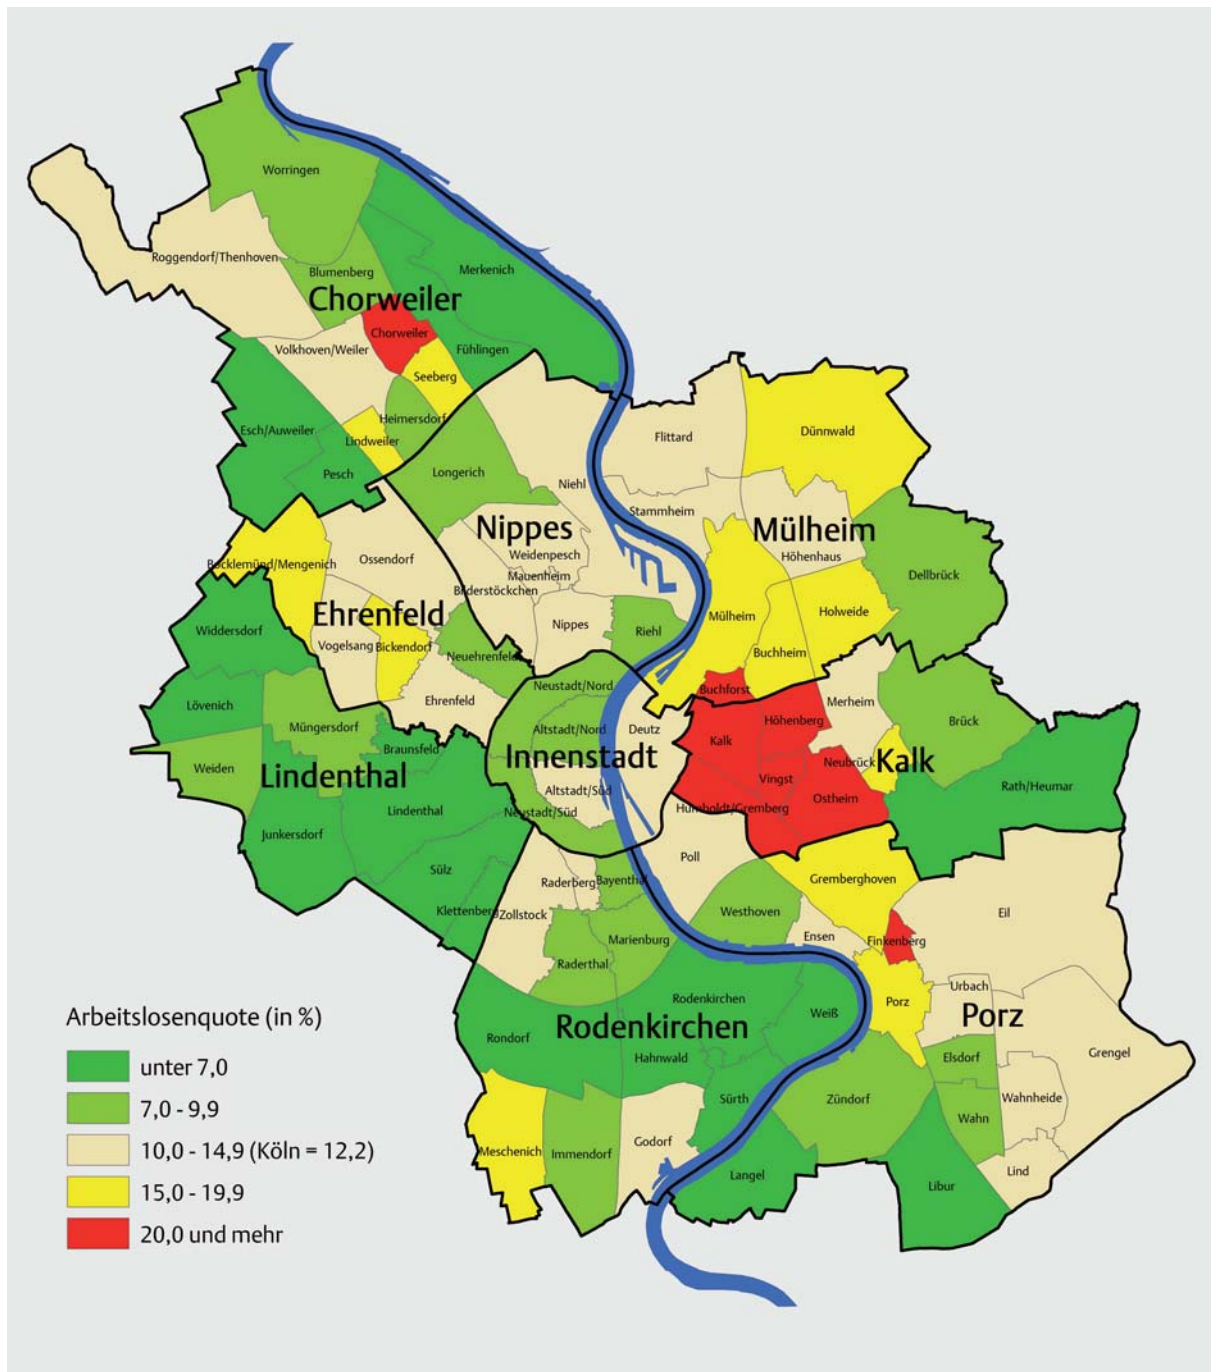 Worringen
Roggendorf/Thenhoven
Blumenberg
Merkenich
Chorweiler
Chorweiler
Volkhoven/Weiler
Fühlingen
Seeberg
Heimersdorf
Esch/Auweiler
Lindweiler
Pesch
Longerich
Niehl
Flittard
Dünnwald
Stammheim
Nippes
Mülheim
Weidenpesch
Höhenhaus
Ossendorf
Bocklemünd/Mengenich
Mauenheim
Bilderstöckchen
Dellbrück
Ehrenfeld
Widdersdorf
Vogelsang
Bickendorf
Nippes
Riehl
Mülheim
Holweide
Neuehrenfeld
Buchheim
Neustadt/Nord
Buchforst
Lövenich
Ehrenfeld
Merheim
Müngersdorf
Altstadt/Nord
Deutz
Höhenberg
Brück
Braunsfeld
Kalk
Innenstadt
Weiden
Lindenthal
Neubrück
Kalk
Vingst
Altstadt/Süd
Ostheim
Rath/Heumar
Lindenthal
Neustadt/Süd
Humboldt/Gremberg
Junkersdorf
Poll
Sülz
Raderberg
Bayenthal
Gremberghoven
Klettenberg
Zollstock
Westhoven
Eil
Marienburg
Ensen
Finkenberg
Raderthal
Urbach
Rodenkirchen
Porz
Weiß
Porz
Rodenkirchen
Rondorf
Hahnwald
Grengel
Elsdorf
Sürth
Zündorf
Wahnheide
Wahn
Meschenich
Immendorf
Godorf
Langel
Libur
Lind
Arbeitslosenquote (in %)
unter 7,0
7,0 - 9,9
10,0 - 14,9 (Köln = 12,2)
15,0 - 19,9
20,0 und mehr